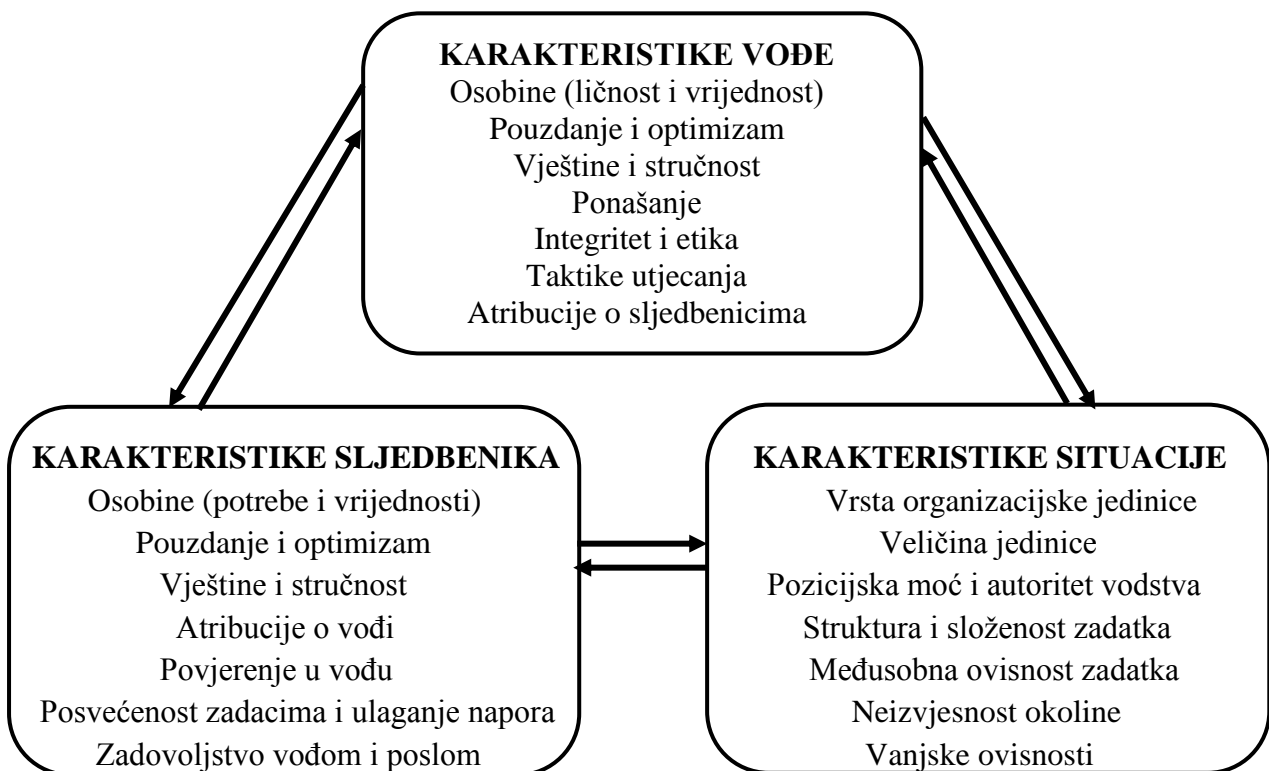 KARAKTERISTIKE VOĐE
Osobine (ličnost i vrijednost)
Pouzdanje i optimizam
Vještine i stručnost
Ponašanje
Integritet i etika
Taktike utjecanja
Atribucije o sljedbenicima
KARAKTERISTIKE SLJEDBENIKA
Osobine (potrebe i vrijednosti)
Pouzdanje i optimizam
Vještine i stručnost
Atribucije o vođi
Povjerenje u vođu
Posvećenost zadacima i ulaganje napora
Zadovoljstvo vođom i poslom
KARAKTERISTIKE SITUACIJE
Vrsta organizacijske jedinice
Veličina jedinice
Pozicijska moć i autoritet vodstva
Struktura i složenost zadatka
Međusobna ovisnost zadatka
Neizvjesnost okoline
Vanjske ovisnosti